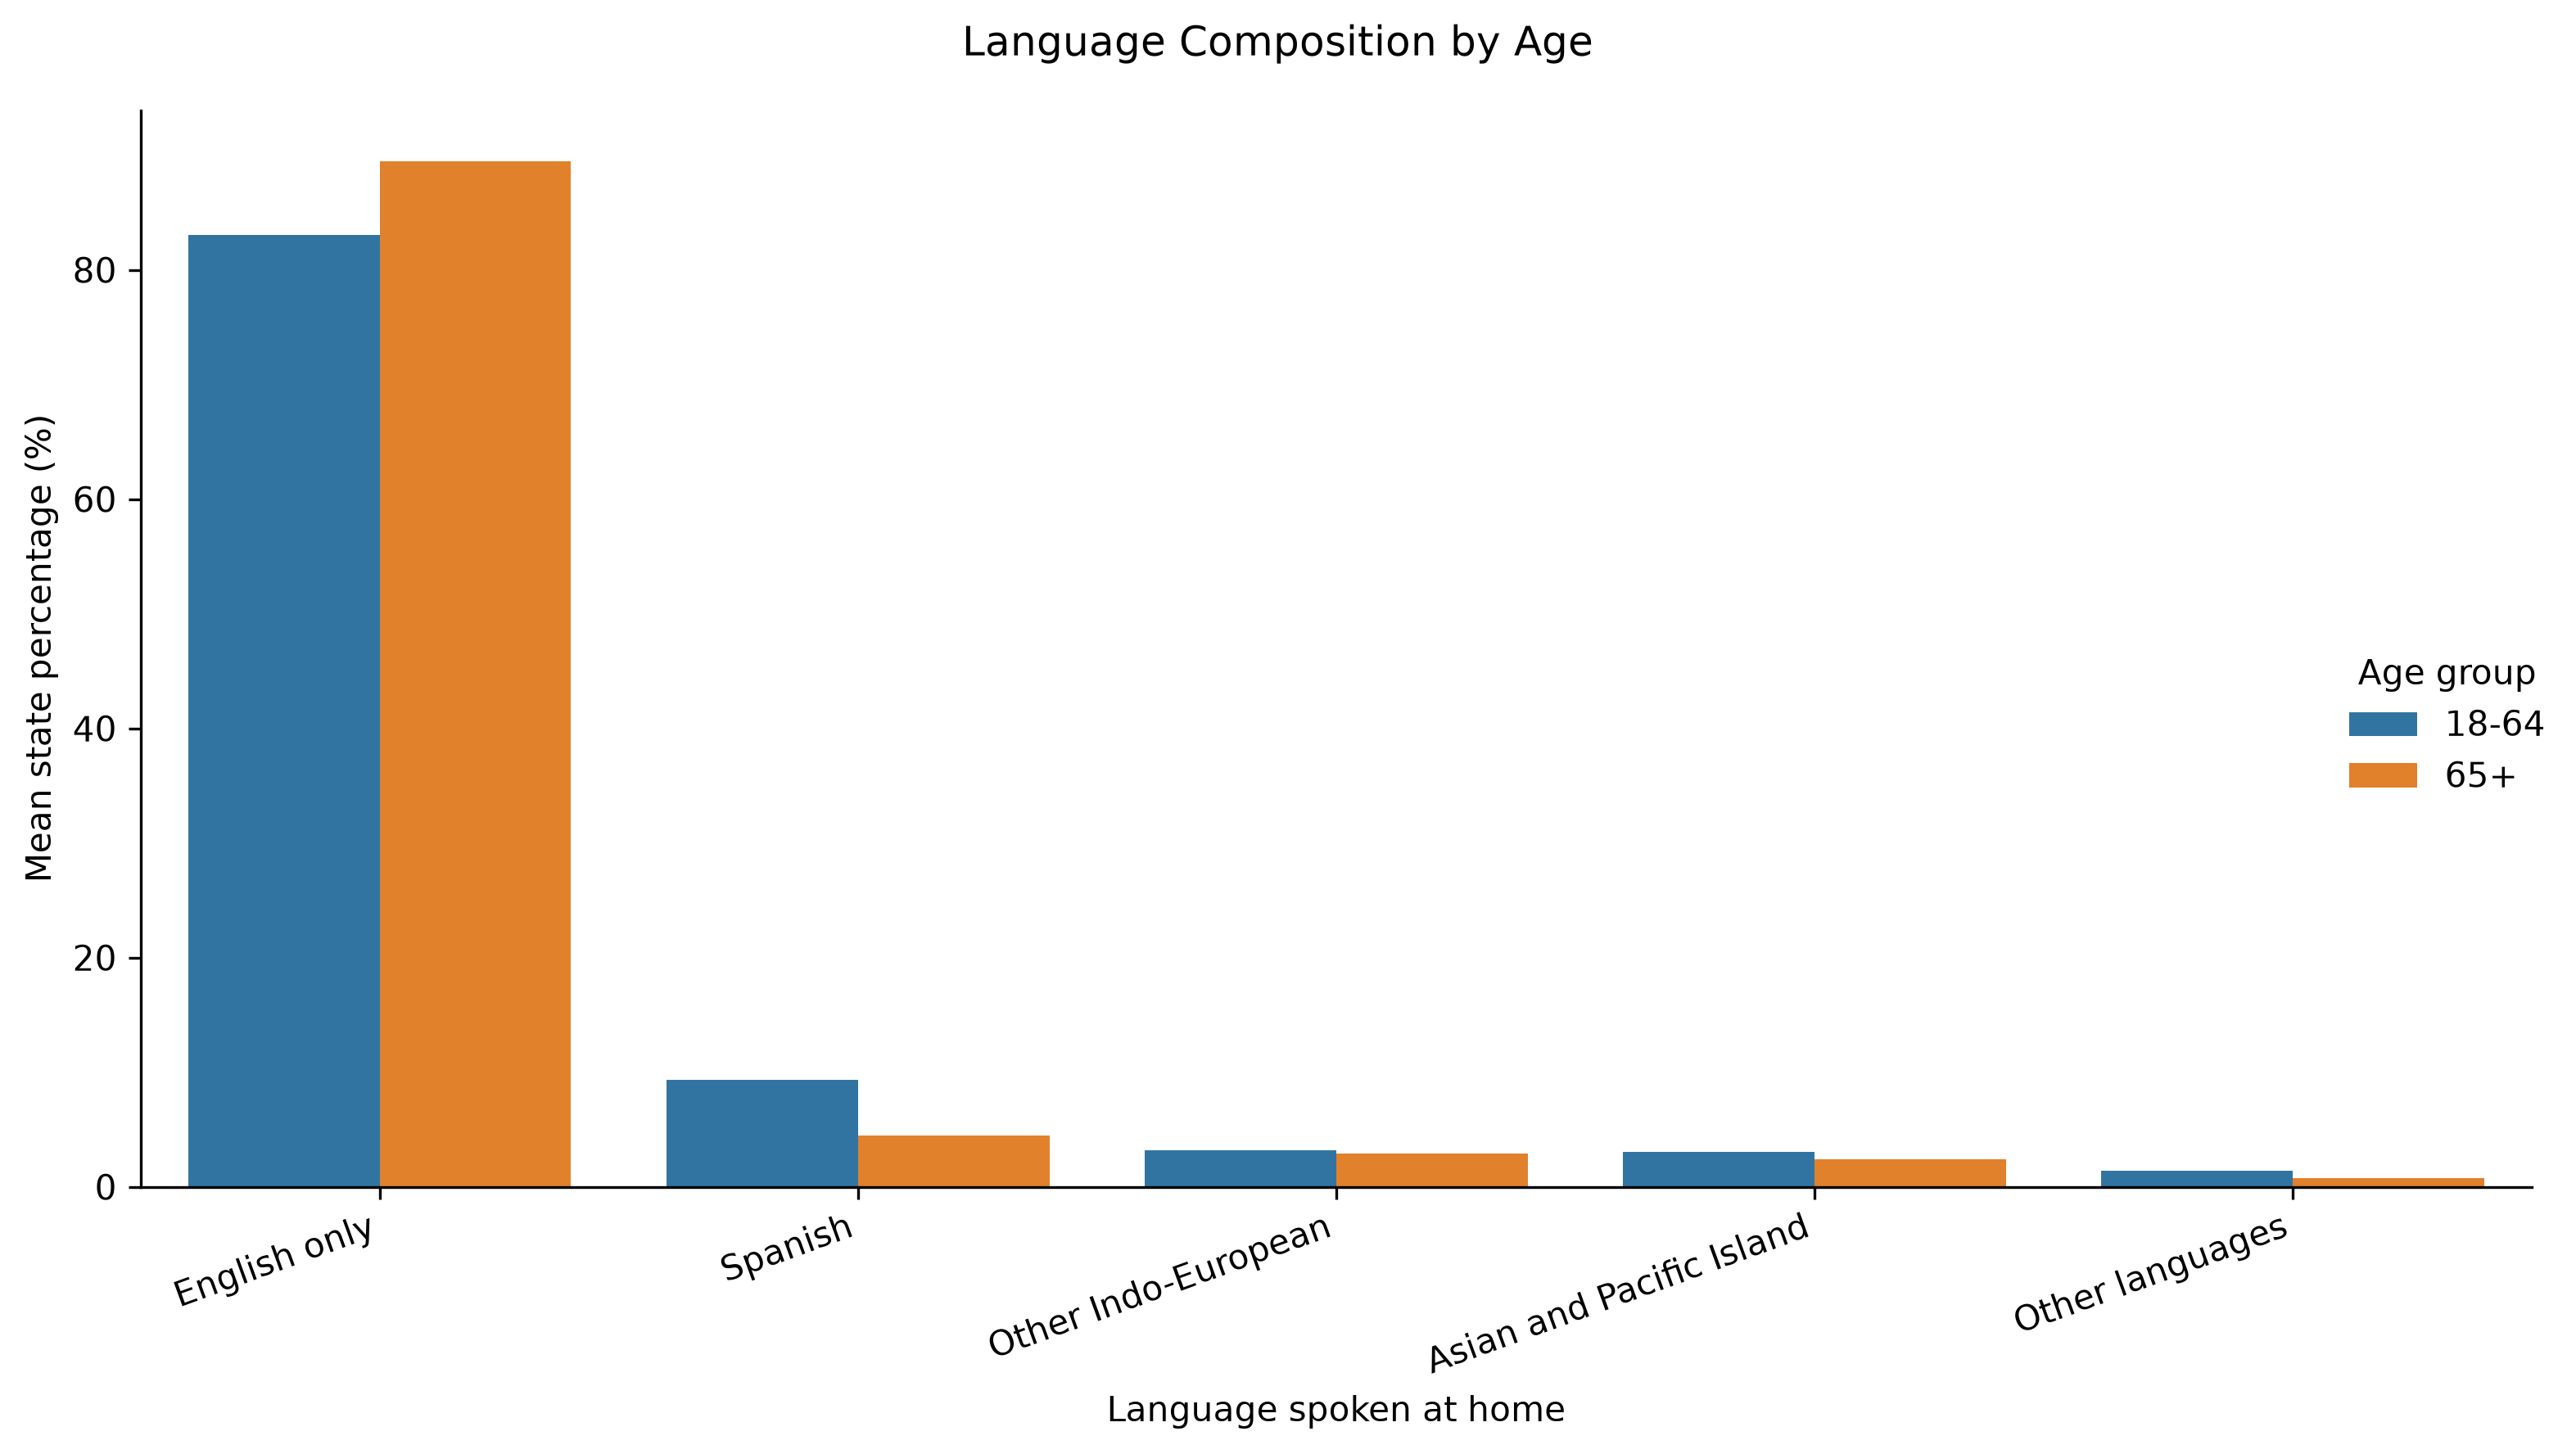 Language Composition by Age
Mean state percentage (%)
80
60
40
20
0
English only
Spanish
Other Indo-European
Asian and Pacific Island
Other languages
Language spoken at home
Age group
18-64
65+